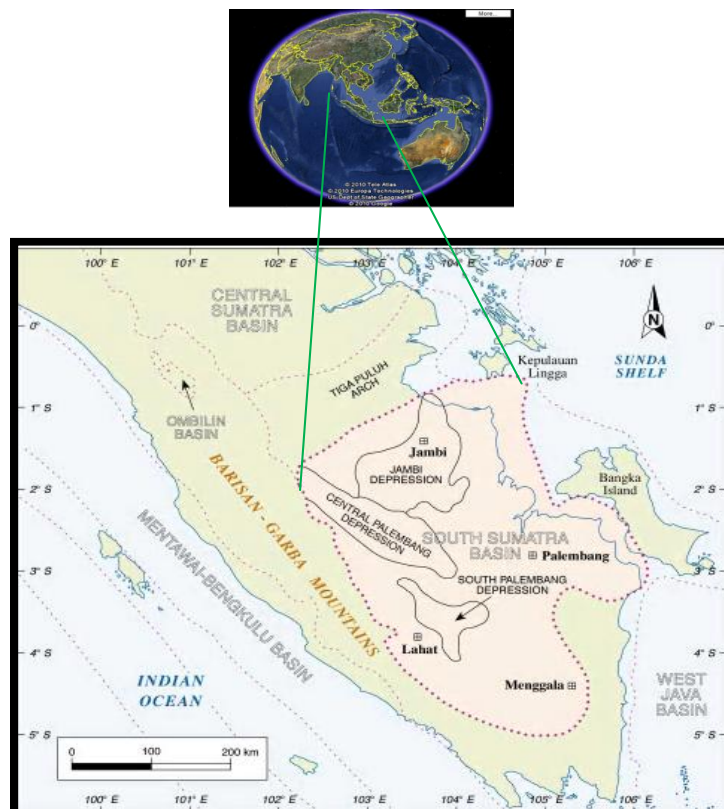 More...
© 2010 Tele Atlas
© 2010 Europa Technologies
US Dept of State Geographer
© 2010 Google
100° E 101° E 102° E 103° E 104° E 105° E 106° E
CENTRAL
SUMATRA
BASIN
0°
N
Kepulauan
Lingga
SUNDA
SHELF
TIGA PULUH
ARCH
OMBILIN
BASIN
1° S
1° S
Jambi
JAMBI
DEPRESSION
Bangka
Island
2° S
2° S
BARISAN - GARBA MOUNTAINS
CENTRAL PALEMBANG
DEPRESSION
SOUTH SUMATRA
BASIN
Palembang
MENTAWAI-BENGKULU BASIN
3° S
3° S
SOUTH PALEMBANG
DEPRESSION
Lahat
4° S
4° S
INDIAN
OCEAN
Menggala
WEST
JAVA
BASIN
5° S
5° S
0 100 200 km
100° E 101° E 102° E 103° E 104° E 105° E 106° E
0°